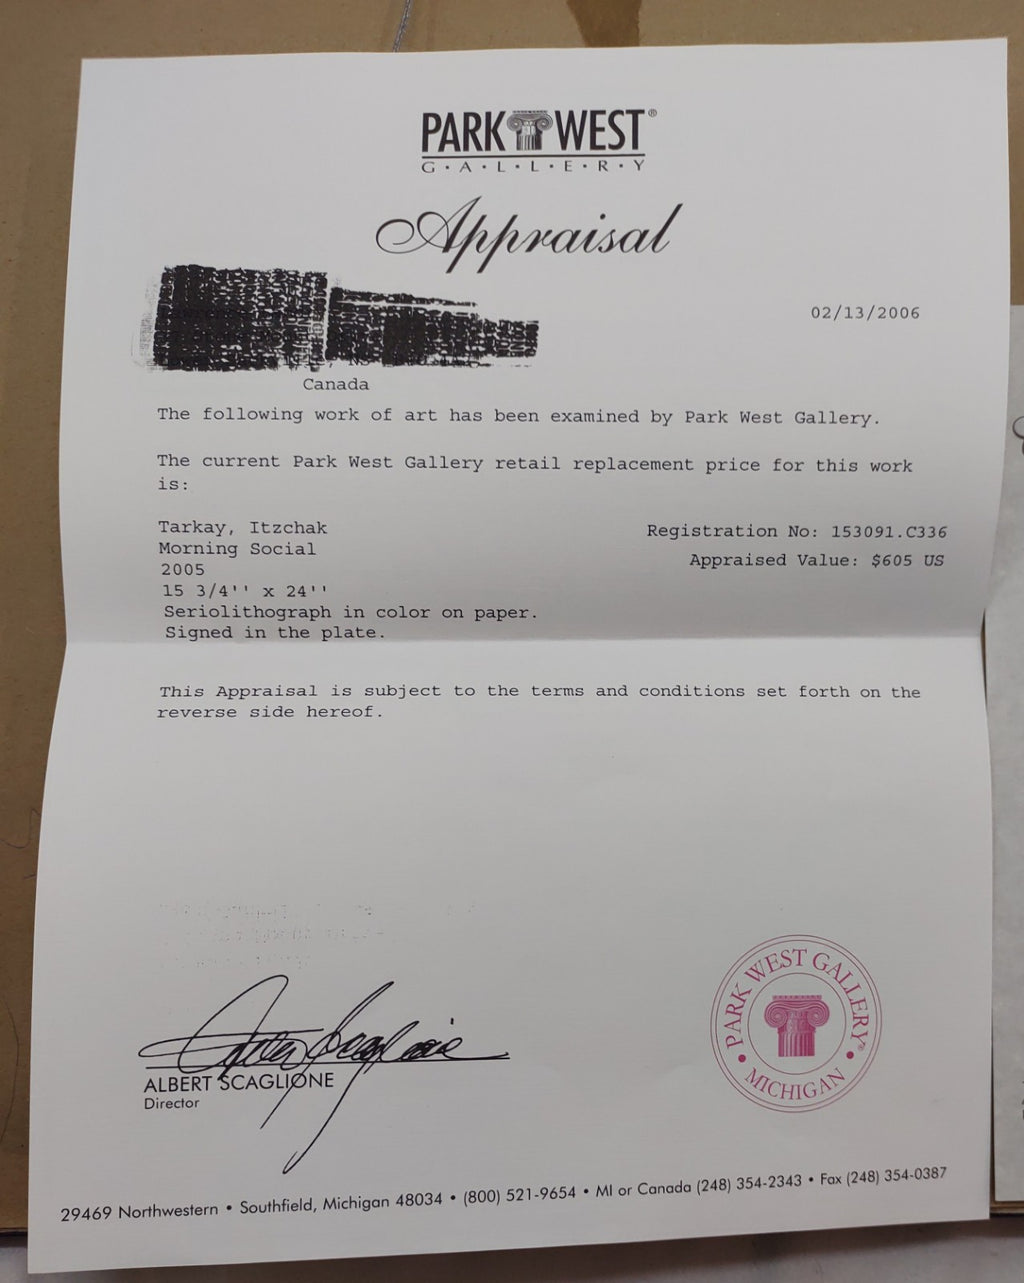 PARK WEST®
G·A·L·L·E·R·Y
Appraisal
02/13/2006
Canada
The following work of art has been examined by Park West Gallery.
The current Park West Gallery retail replacement price for this work
is:
Tarkay, Itzchak
Registration No: 153091.C336
Morning Social
Appraised Value: $605 US
2005
15 3/4'' x 24''
Seriolithograph in color on paper.
Signed in the plate.
This Appraisal is subject to the terms and conditions set forth on the
reverse side hereof.
Albert Scaglione
ALBERT SCAGLIONE
Director
PARK WEST GALLERY®
• MICHIGAN •
29469 Northwestern • Southfield, Michigan 48034 • (800) 521-9654 • MI or Canada (248) 354-2343 • Fax (248) 354-0387